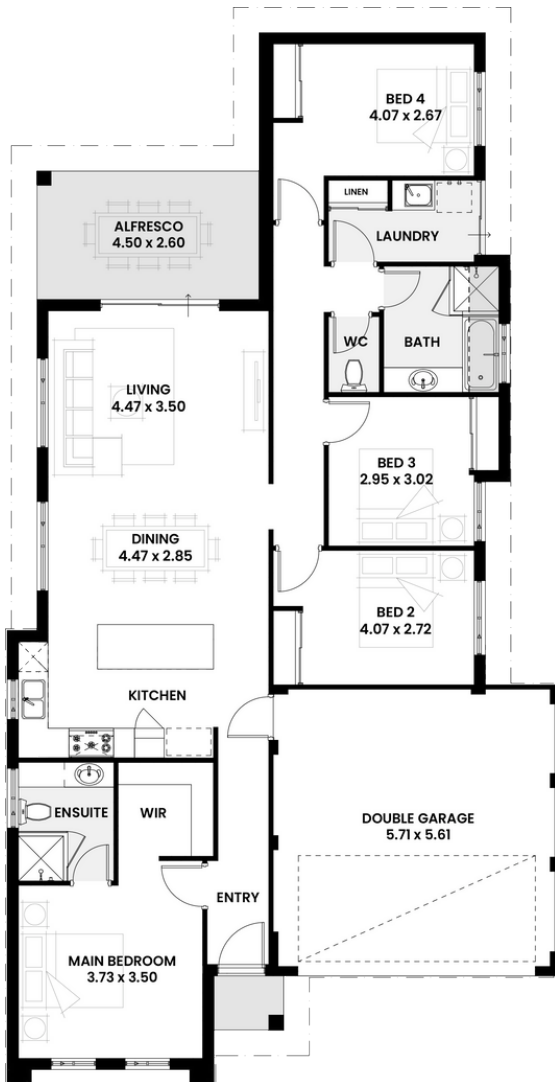 BED 4
4.07 x 2.67
LINEN
ALFRESCO
4.50 x 2.60
LAUNDRY
WC
BATH
LIVING
4.47 x 3.50
BED 3
2.95 x 3.02
DINING
4.47 x 2.85
BED 2
4.07 x 2.72
KITCHEN
ENSUITE
WIR
DOUBLE GARAGE
5.71 x 5.61
ENTRY
MAIN BEDROOM
3.73 x 3.50